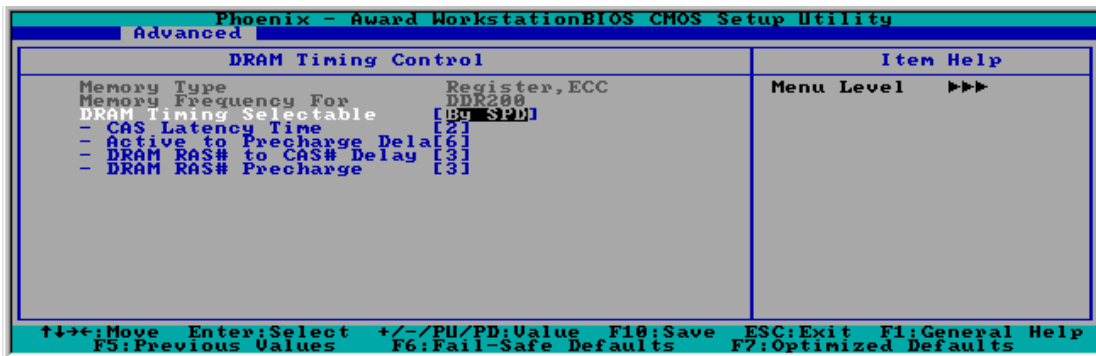 Phoenix - Award WorkstationBIOS CMOS Setup Utility
Advanced
DRAM Timing Control
Item Help
Memory Type Register,ECC
Memory Frequency For DDR200
DRAM Timing Selectable [By SPD]
- CAS Latency Time [2]
- Active to Precharge Dela[6]
- DRAM RAS# to CAS# Delay [3]
- DRAM RAS# Precharge [3]
Menu Level ►►►
↑↓→←:Move Enter:Select +/-/PU/PD:Value F10:Save ESC:Exit F1:General Help
F5:Previous Values F6:Fail-Safe Defaults F7:Optimized Defaults